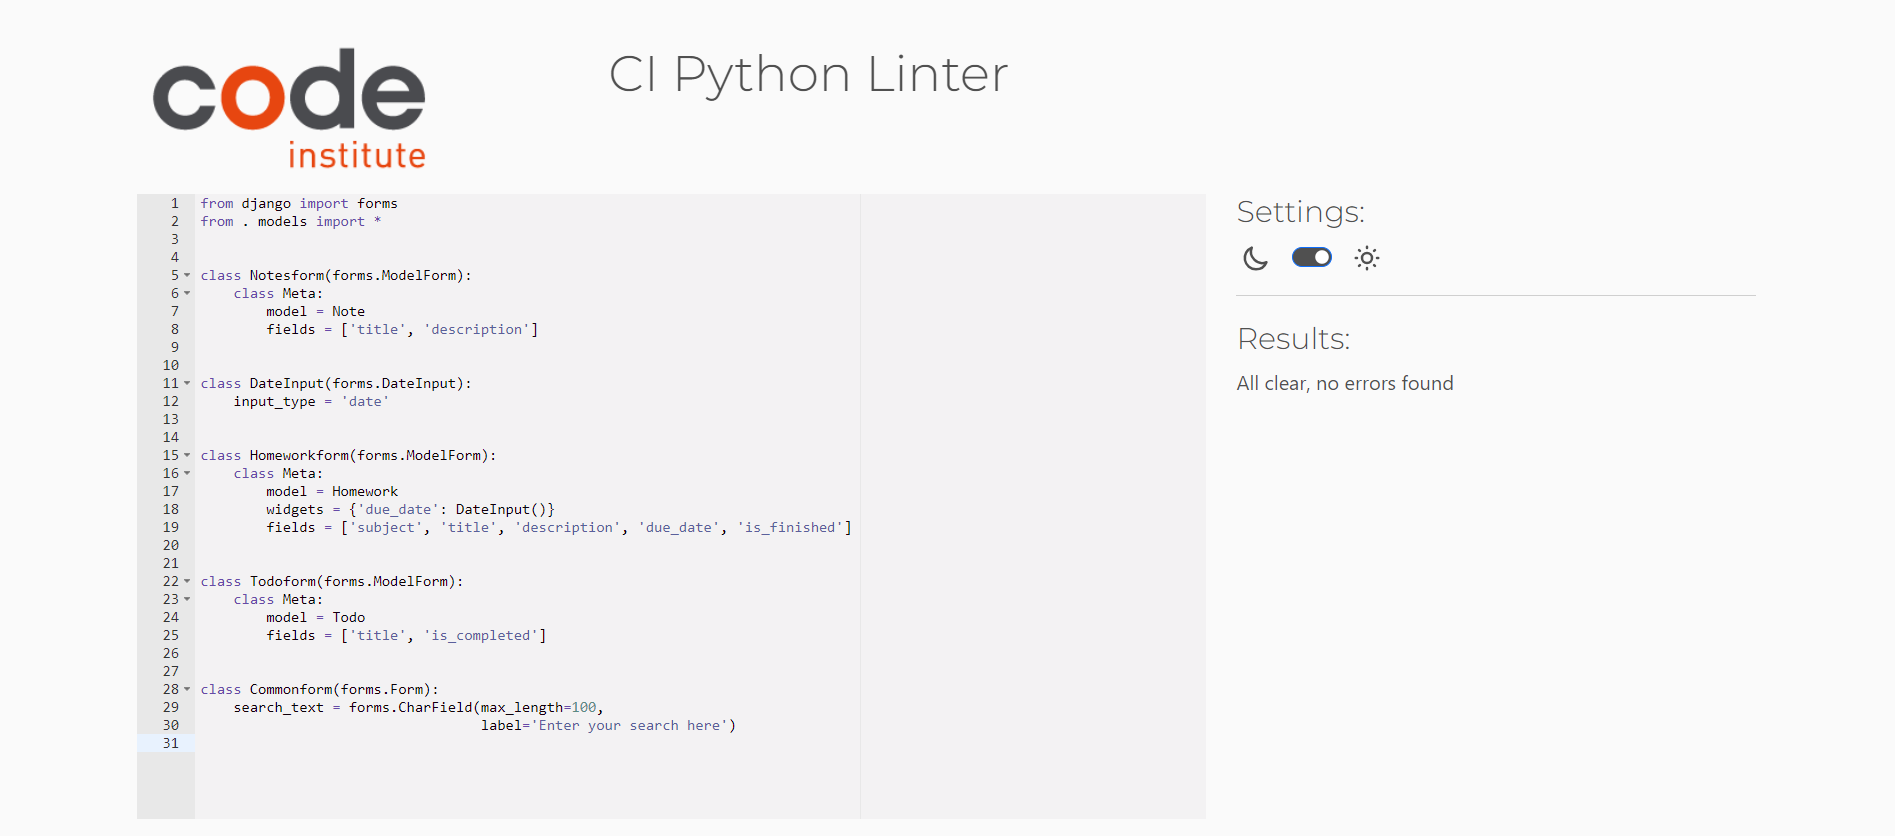 code
institute
CI Python Linter
1 from django import forms
2 from . models import *
3
4
5 class Notesform(forms.ModelForm):
6     class Meta:
7         model = Note
8         fields = ['title', 'description']
9
10
11 class DateInput(forms.DateInput):
12     input_type = 'date'
13
14
15 class Homeworkform(forms.ModelForm):
16     class Meta:
17         model = Homework
18         widgets = {'due_date': DateInput()}
19         fields = ['subject', 'title', 'description', 'due_date', 'is_finished']
20
21
22 class Todoform(forms.ModelForm):
23     class Meta:
24         model = Todo
25         fields = ['title', 'is_completed']
26
27
28 class Commonform(forms.Form):
29     search_text = forms.CharField(max_length=100,
30                                   label='Enter your search here')
31
Settings:
Results:
All clear, no errors found